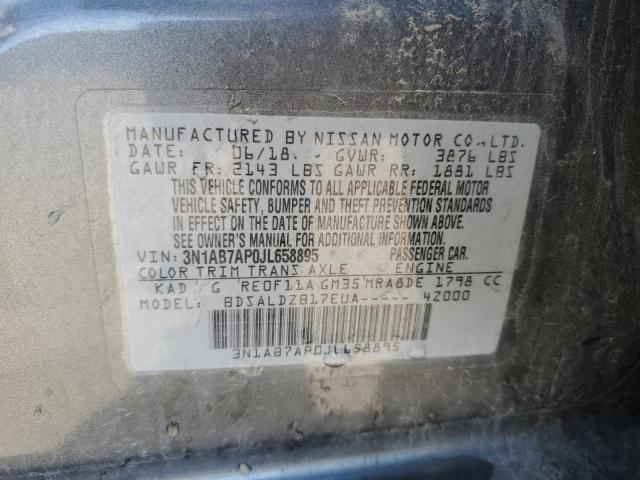 MANUFACTURED BY NISSAN MOTOR CO.,LTD.
DATE: 06/18. GVWR: 3876 LBS
GAWR FR: 2143 LBS GAWR RR: 1881 LBS
THIS VEHICLE CONFORMS TO ALL APPLICABLE FEDERAL MOTOR
VEHICLE SAFETY, BUMPER AND THEFT PREVENTION STANDARDS
IN EFFECT ON THE DATE OF MANUFACTURE SHOWN ABOVE.
SEE OWNER'S MANUAL FOR ADDITIONAL INFORMATION.
VIN: 3N1AB7AP0JL658895 PASSENGER CAR.
COLOR TRIM TRANS AXLE ENGINE
KAD G RE0F11A GM35 MRA8DE 1798 CC
MODEL: BDSALDZB17EUA----- 4Z000
3N1AB7AP0JL658895